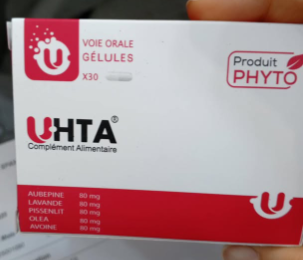 VOIE ORALE
GÉLULES
X30
Produit
PHYTO
UHTA®
Complément Alimentaire
AUBEPINE 80 mg
LAVANDE 80 mg
PISSENLIT 80 mg
OLEA 80 mg
AVOINE 80 mg